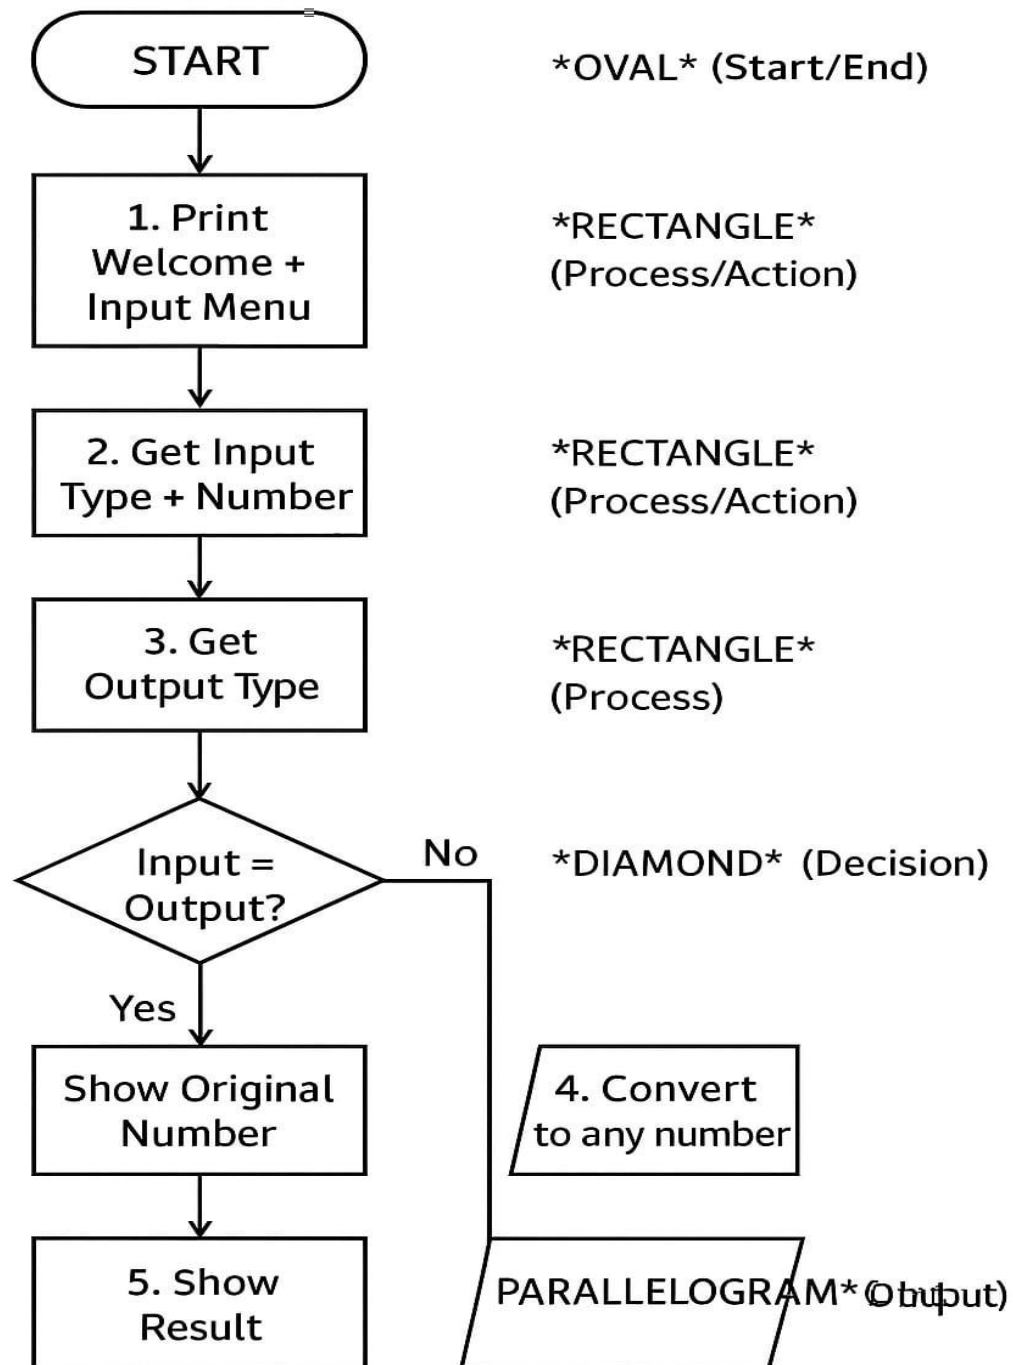 START
*OVAL* (Start/End)
1. Print
Welcome +
Input Menu
*RECTANGLE*
(Process/Action)
2. Get Input
Type + Number
*RECTANGLE*
(Process/Action)
3. Get
Output Type
*RECTANGLE*
(Process)
Input =
Output?
No
*DIAMOND* (Decision)
Yes
Show Original
Number
4. Convert
to any number
5. Show
Result
PARALLELOGRAM*